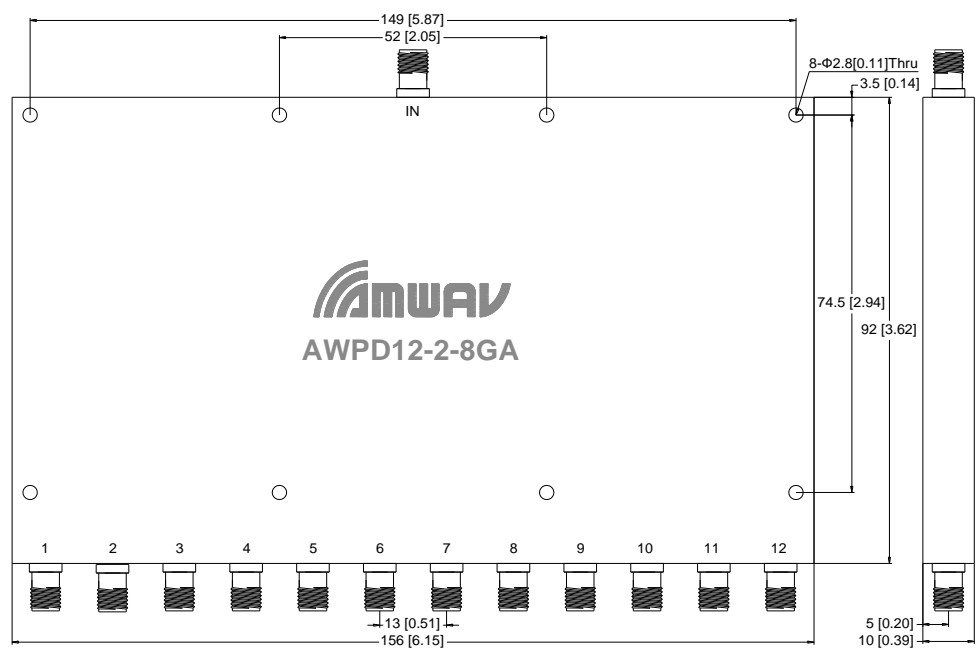 149 [5.87]
52 [2.05]
8-Φ2.8[0.11]Thru
3.5 [0.14]
IN
74.5 [2.94]
92 [3.62]
AMWAV
AWPD12-2-8GA
1 2 3 4 5 6 7 8 9 10 11 12
13 [0.51]
156 [6.15]
5 [0.20]
10 [0.39]